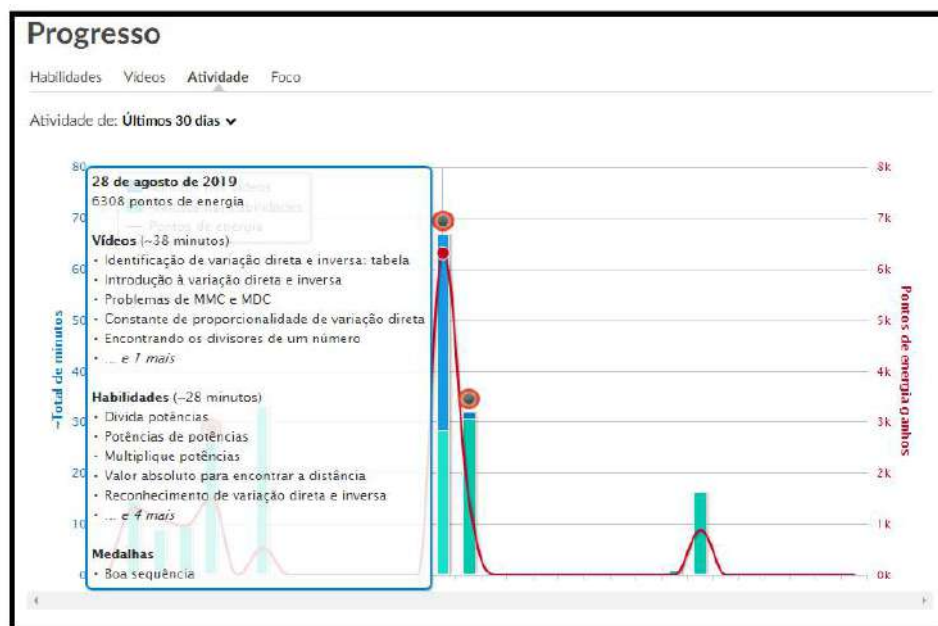 Progresso
Habilidades Vídeos Atividade Foco
Atividade de: Últimos 30 días
80
70
60
50
40
30
20
10
0
~Total de minutos
28 de agosto de 2019
6308 pontos de energia
Vídeos (~38 minutos)
· Identificação de variação direta e inversa: tabela
· Introdução à variação direta e inversa
· Problemas de MMC e MDC
· Constante de proporcionalidade de variação direta
· Encontrando os divisores de um número
· ... e 1 mais
Habilidades (~28 minutos)
· Divida potências
· Potências de potências
· Multiplique potências
· Valor absoluto para encontrar a distância
· Reconhecimento de variação direta e inversa
· ... e 4 mais
Medalhas
· Boa sequência
Pontos de energia
8k
7k
6k
5k
4k
3k
2k
1k
0k
Pontos de energia ganhos